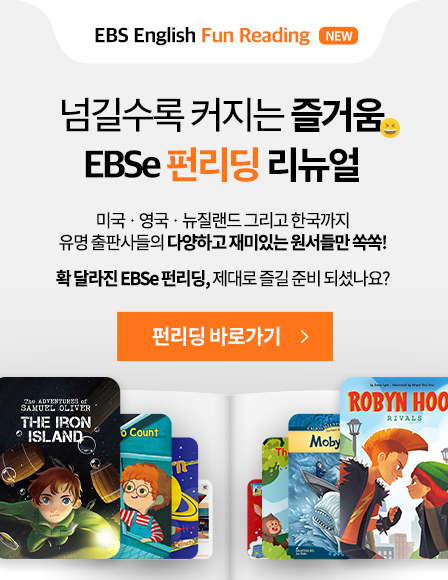 EBS English Fun Reading NEW
넘길수록 커지는 즐거움
EBSe 펀리딩 리뉴얼
미국 · 영국 · 뉴질랜드 그리고 한국까지
유명 출판사들의 다양하고 재미있는 원서들만 쏙쏙!
확 달라진 EBSe 펀리딩, 제대로 즐길 준비 되셨나요?
펀리딩 바로가기 >
The ADVENTURES of
SAMUEL OLIVER
THE IRON
ISLAND
o Count
Th
Moby
ROBYN HOO
RIVALS